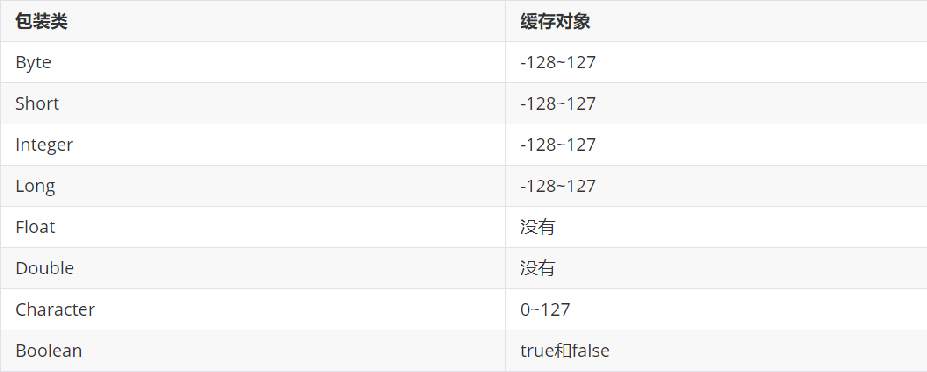 包装类 缓存对象
Byte -128~127
Short -128~127
Integer -128~127
Long -128~127
Float 没有
Double 没有
Character 0~127
Boolean true和false